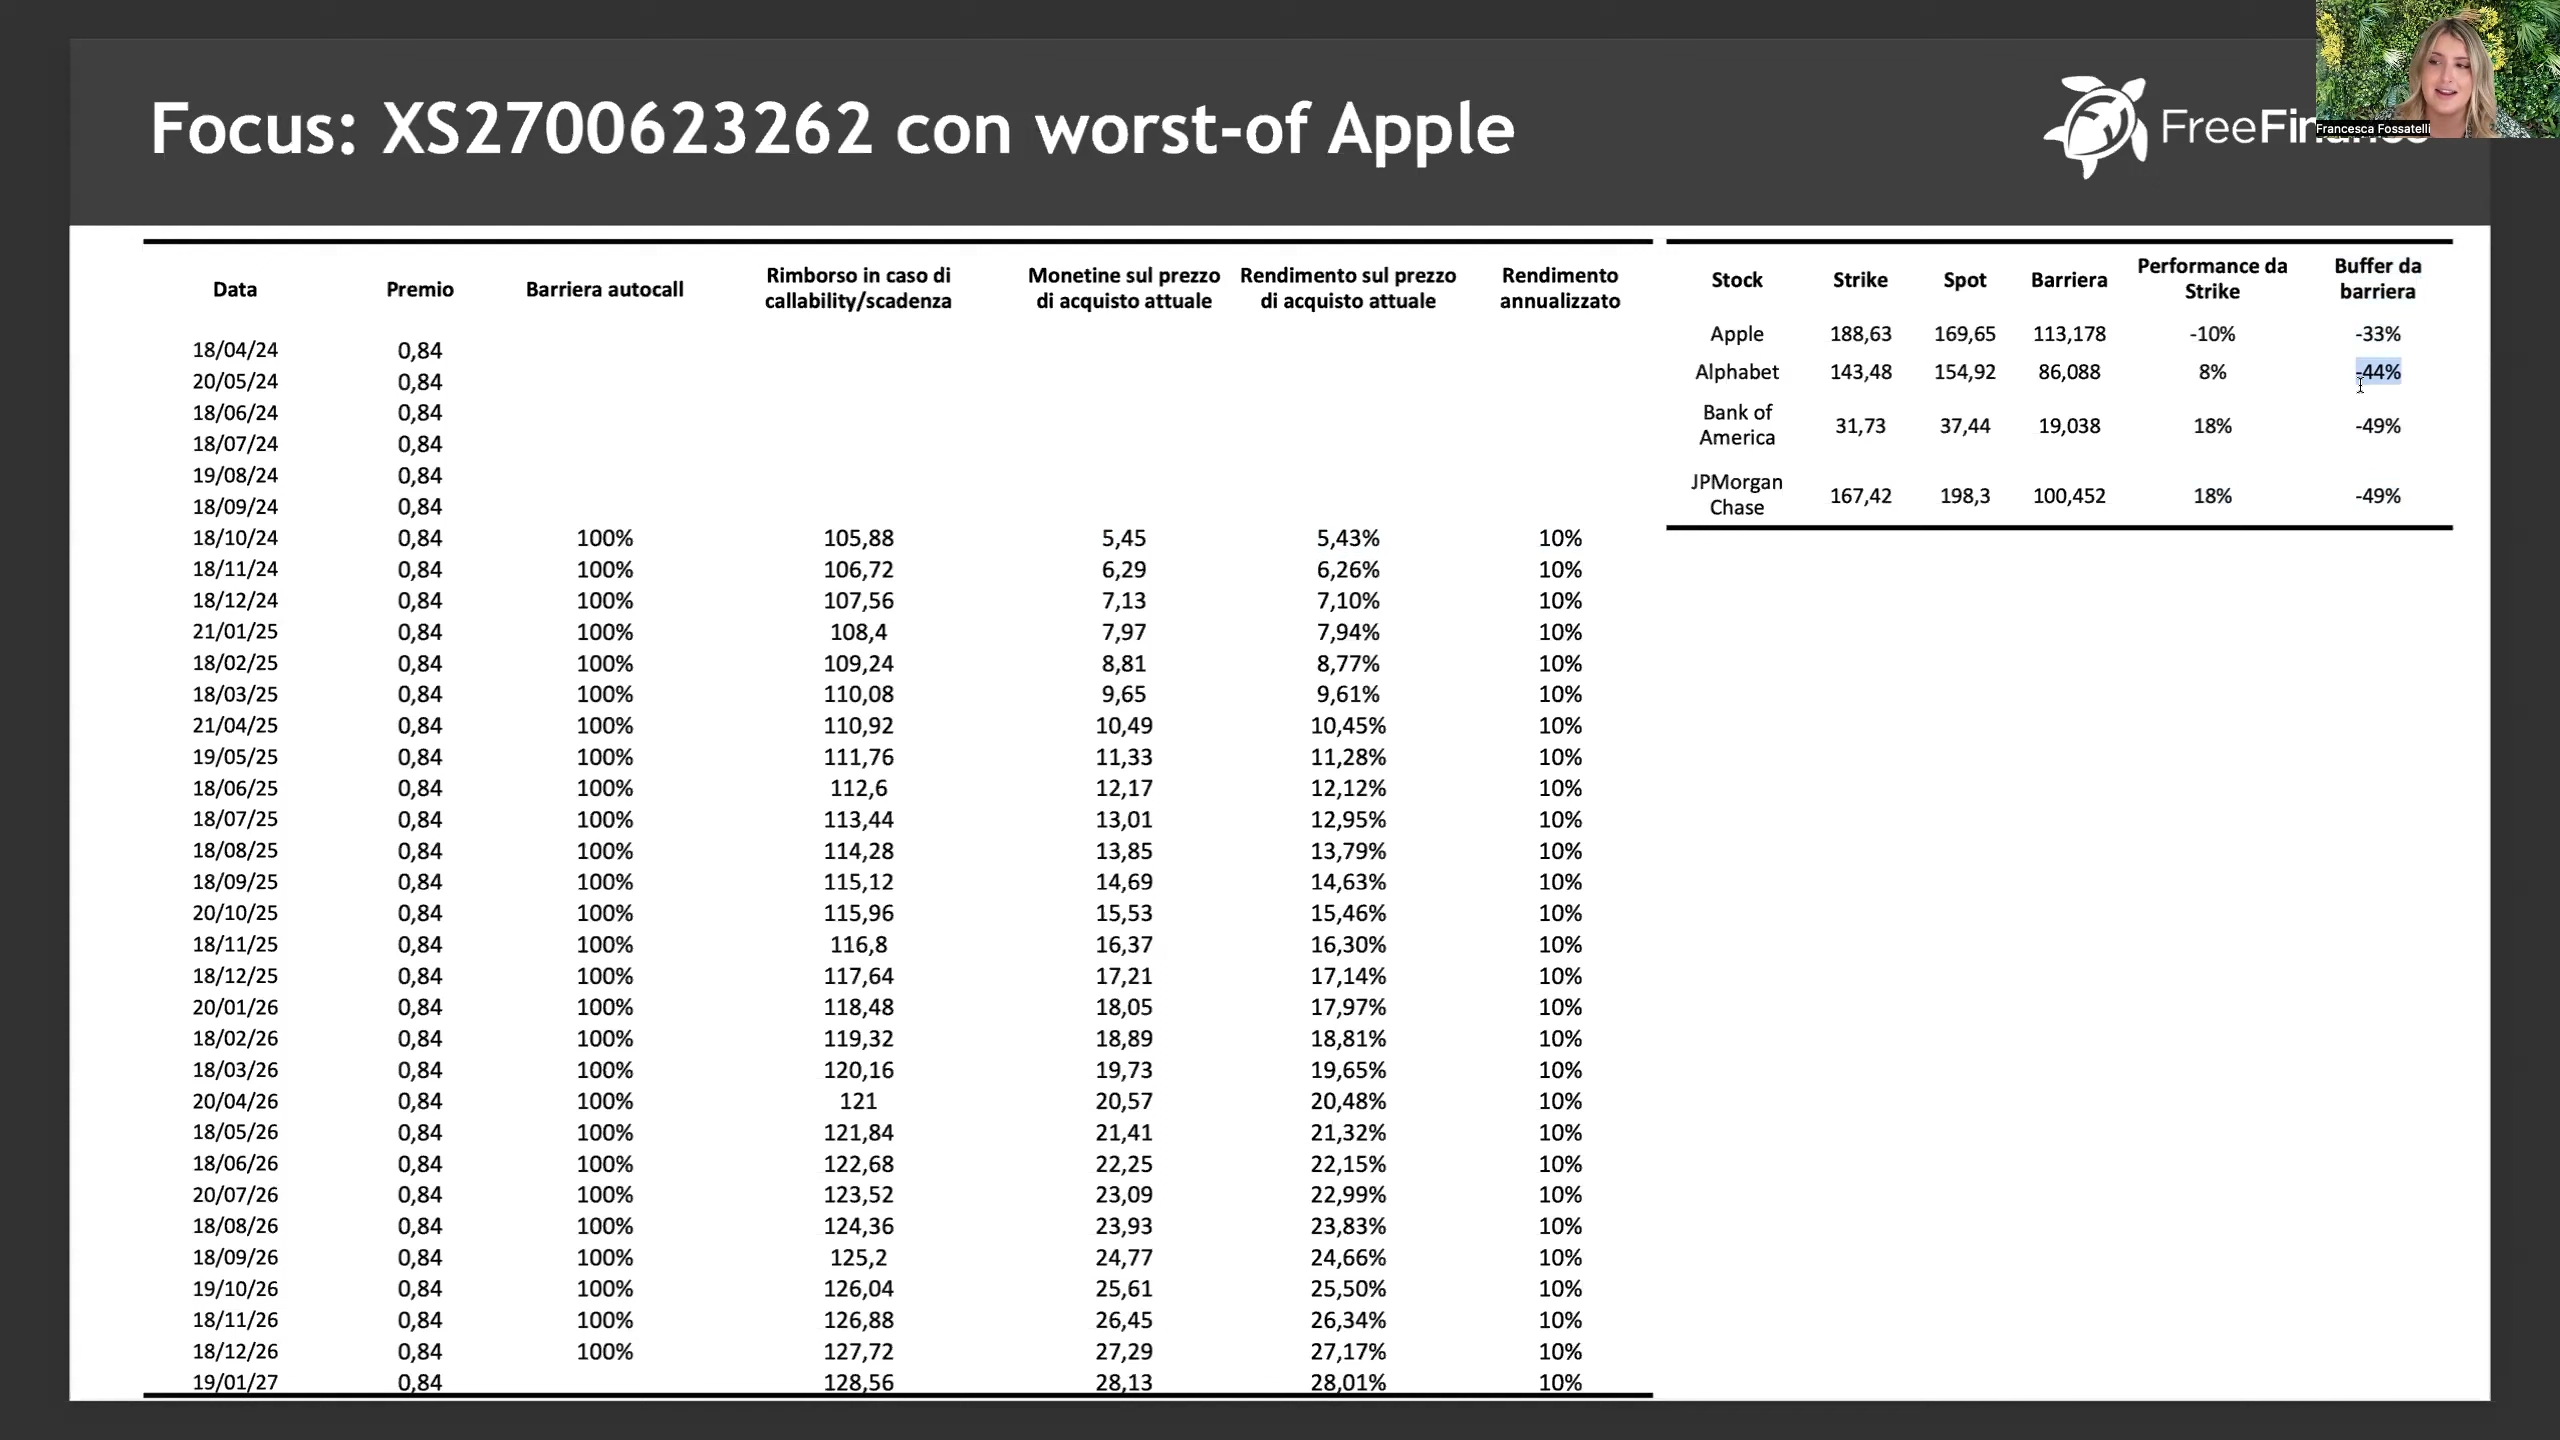 Focus: XS2700623262 con worst-of Apple
FreeFinance
Francesca Fossatelli
Data Premio Barriera autocall Rimborso in caso di callability/scadenza Monetine sul prezzo di acquisto attuale Rendimento sul prezzo di acquisto attuale Rendimento annualizzato
18/04/24 0,84
20/05/24 0,84
18/06/24 0,84
18/07/24 0,84
19/08/24 0,84
18/09/24 0,84
18/10/24 0,84 100% 105,88 5,45 5,43% 10%
18/11/24 0,84 100% 106,72 6,29 6,26% 10%
18/12/24 0,84 100% 107,56 7,13 7,10% 10%
21/01/25 0,84 100% 108,4 7,97 7,94% 10%
18/02/25 0,84 100% 109,24 8,81 8,77% 10%
18/03/25 0,84 100% 110,08 9,65 9,61% 10%
21/04/25 0,84 100% 110,92 10,49 10,45% 10%
19/05/25 0,84 100% 111,76 11,33 11,28% 10%
18/06/25 0,84 100% 112,6 12,17 12,12% 10%
18/07/25 0,84 100% 113,44 13,01 12,95% 10%
18/08/25 0,84 100% 114,28 13,85 13,79% 10%
18/09/25 0,84 100% 115,12 14,69 14,63% 10%
20/10/25 0,84 100% 115,96 15,53 15,46% 10%
18/11/25 0,84 100% 116,8 16,37 16,30% 10%
18/12/25 0,84 100% 117,64 17,21 17,14% 10%
20/01/26 0,84 100% 118,48 18,05 17,97% 10%
18/02/26 0,84 100% 119,32 18,89 18,81% 10%
18/03/26 0,84 100% 120,16 19,73 19,65% 10%
20/04/26 0,84 100% 121 20,57 20,48% 10%
18/05/26 0,84 100% 121,84 21,41 21,32% 10%
18/06/26 0,84 100% 122,68 22,25 22,15% 10%
20/07/26 0,84 100% 123,52 23,09 22,99% 10%
18/08/26 0,84 100% 124,36 23,93 23,83% 10%
18/09/26 0,84 100% 125,2 24,77 24,66% 10%
19/10/26 0,84 100% 126,04 25,61 25,50% 10%
18/11/26 0,84 100% 126,88 26,45 26,34% 10%
18/12/26 0,84 100% 127,72 27,29 27,17% 10%
19/01/27 0,84 128,56 28,13 28,01% 10%
Stock Strike Spot Barriera Performance da Strike Buffer da barriera
Apple 188,63 169,65 113,178 -10% -33%
Alphabet 143,48 154,92 86,088 8% -44%
Bank of America 31,73 37,44 19,038 18% -49%
JPMorgan Chase 167,42 198,3 100,452 18% -49%